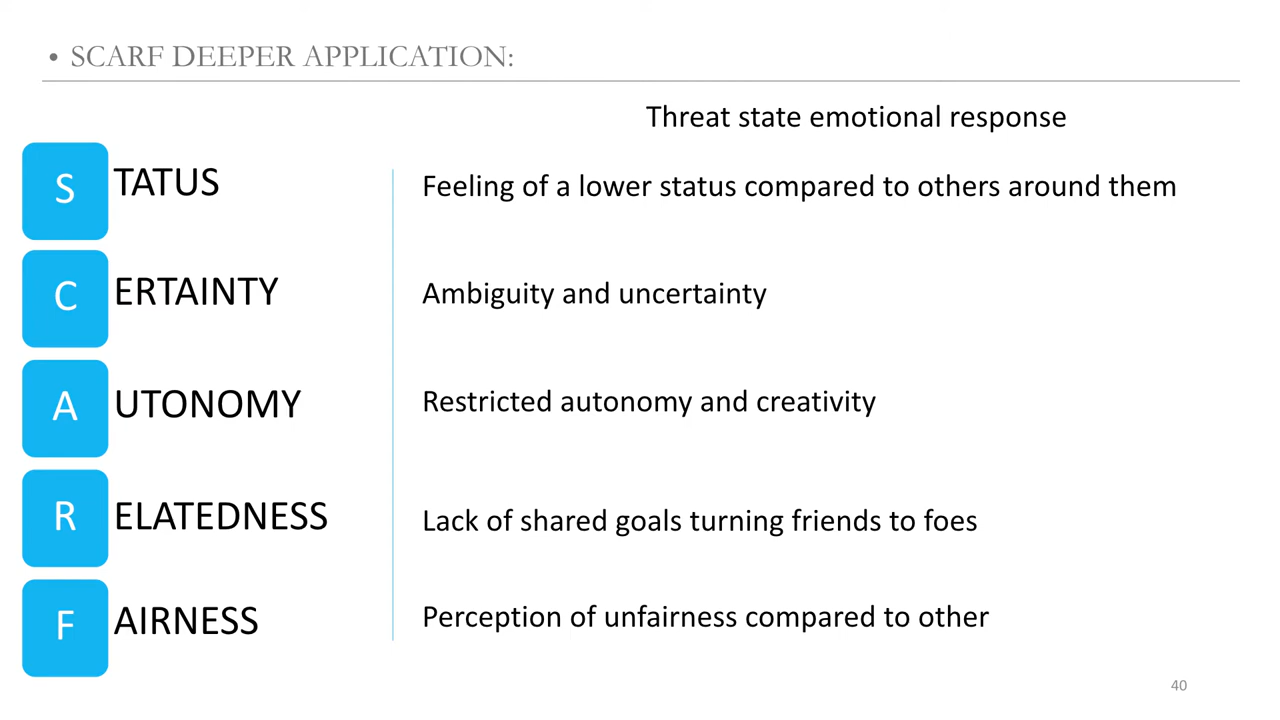 • SCARF DEEPER APPLICATION:
Threat state emotional response
S TATUS
Feeling of a lower status compared to others around them
C ERTAINTY
Ambiguity and uncertainty
A UTONOMY
Restricted autonomy and creativity
R ELATEDNESS
Lack of shared goals turning friends to foes
F AIRNESS
Perception of unfairness compared to other
40